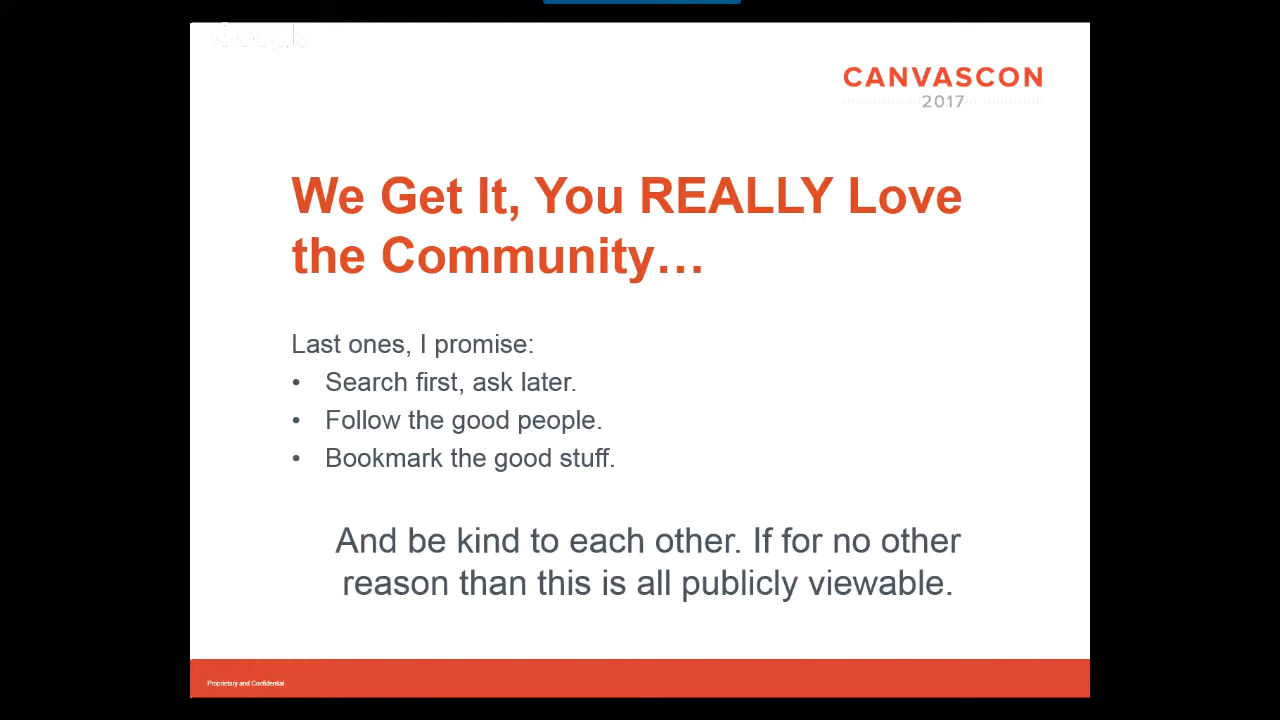 CANVASCON
2017
We Get It, You REALLY Love
the Community…
Last ones, I promise:
• Search first, ask later.
• Follow the good people.
• Bookmark the good stuff.
And be kind to each other. If for no other
reason than this is all publicly viewable.
Proprietary and Confidential